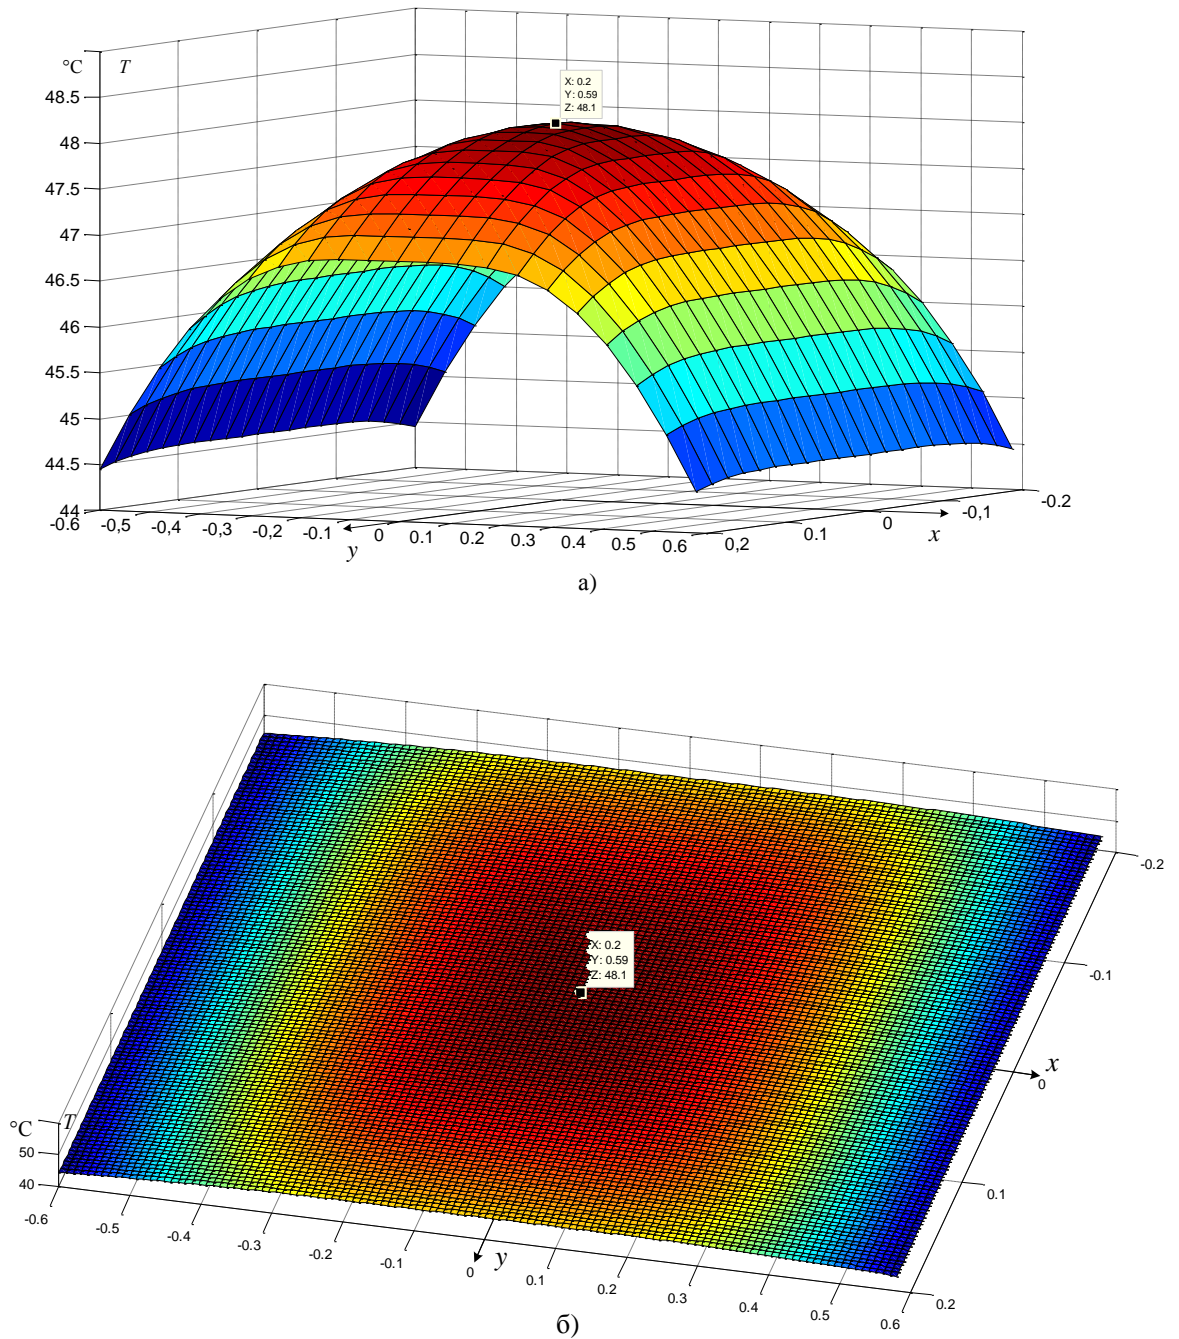 °C T
48.5
48
47.5
47
46.5
46
45.5
45
44.5
44
X: 0.2
Y: 0.59
Z: 48.1
-0.6 -0,5 -0,4 -0,3 -0,2 -0.1 0 0.1 0.2 0.3 0.4 0.5 0.6
y
0,2 0.1 0 -0,1 -0.2
x
а)
X: 0.2
Y: 0.59
Z: 48.1
°C T
50
40
-0.6 -0.5 -0.4 -0.3 -0.2 -0.1 0 0.1 0.2 0.3 0.4 0.5 0.6
y
-0.2
-0.1
x
0
0.1
0.2
б)